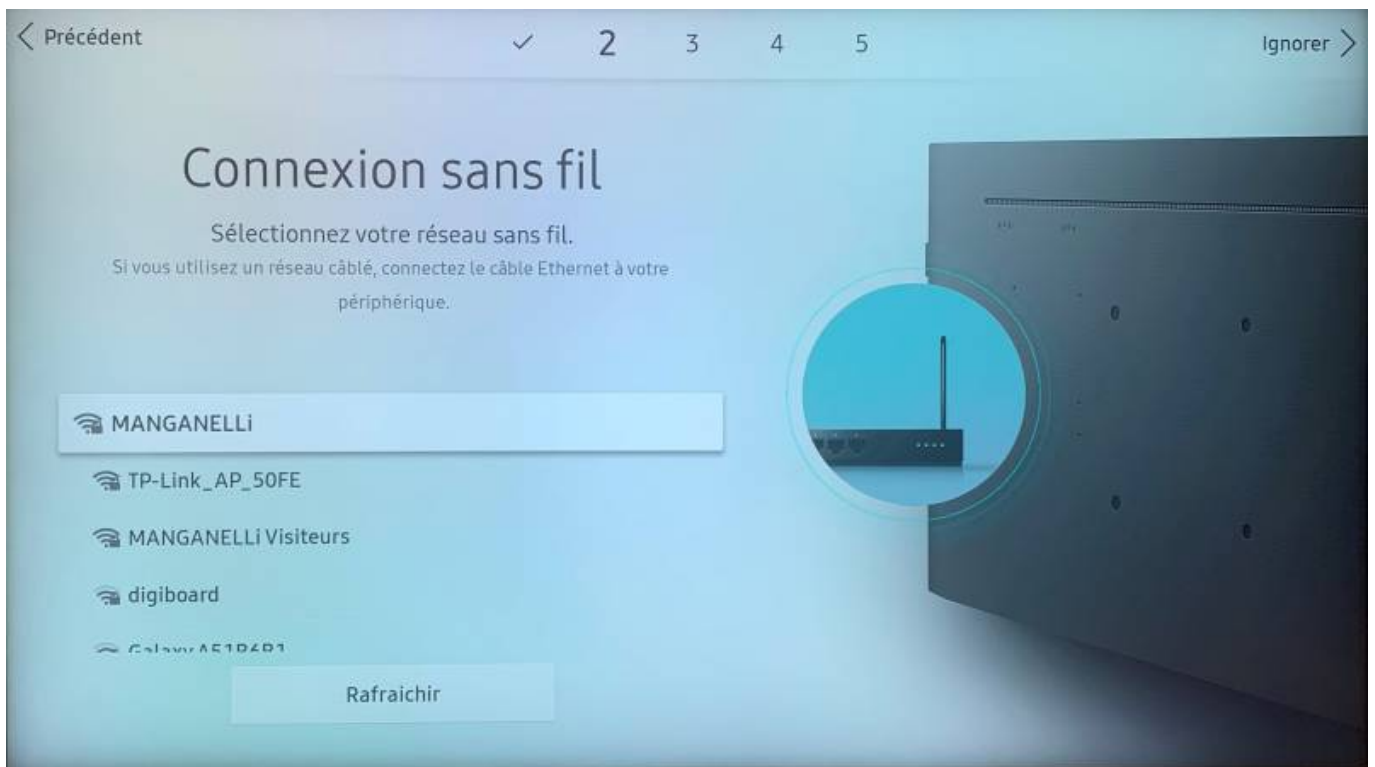 Précédent
2 3 4 5
Ignorer
Connexion sans fil
Sélectionnez votre réseau sans fil.
Si vous utilisez un réseau câblé, connectez le câble Ethernet à votre
périphérique.
MANGANELLi
TP-Link_AP_50FE
MANGANELLi Visiteurs
digiboard
Rafraichir